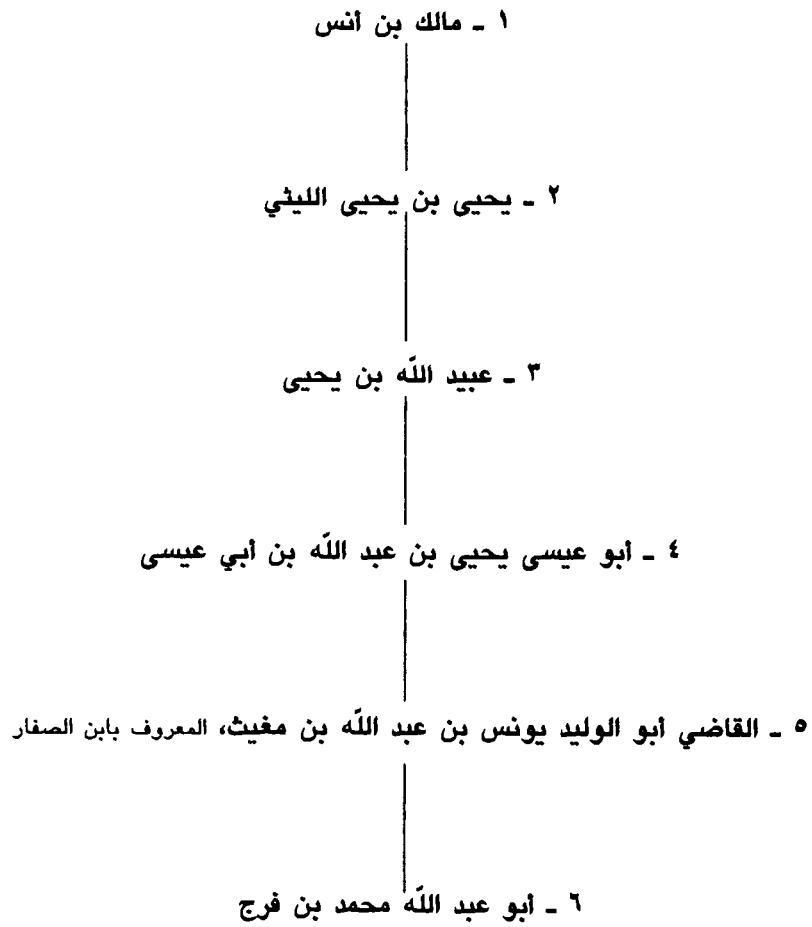 ١ - مالك بن أنس
٢ - يحيى بن يحيى الليثي
٣ - عبيد اللّه بن يحيى
٤ - أبو عيسى يحيى بن عبد اللّه بن أبي عيسى
٥ - القاضي أبو الوليد يونس بن عبد اللّه بن مغيث، المعروف بابن الصفار
٦ - أبو عبد اللّه محمد بن فرج